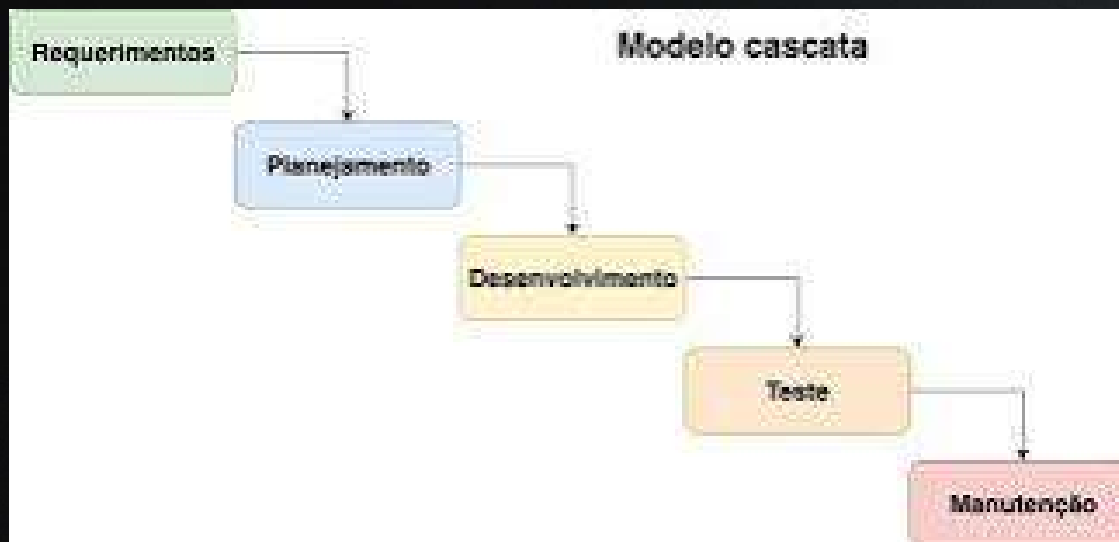 Modelo cascata
Requerimentos
Planejamento
Desenvolvimento
Teste
Manutenção